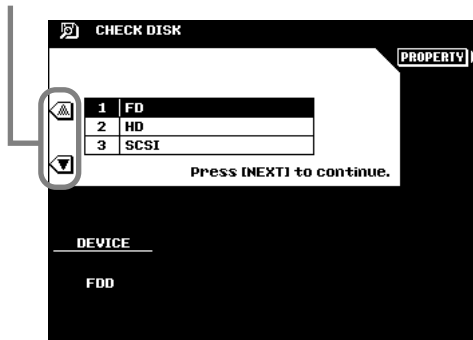 CHECK DISK
PROPERTY
1 FD
2 HD
3 SCSI
Press [NEXT] to continue.
DEVICE
FDD